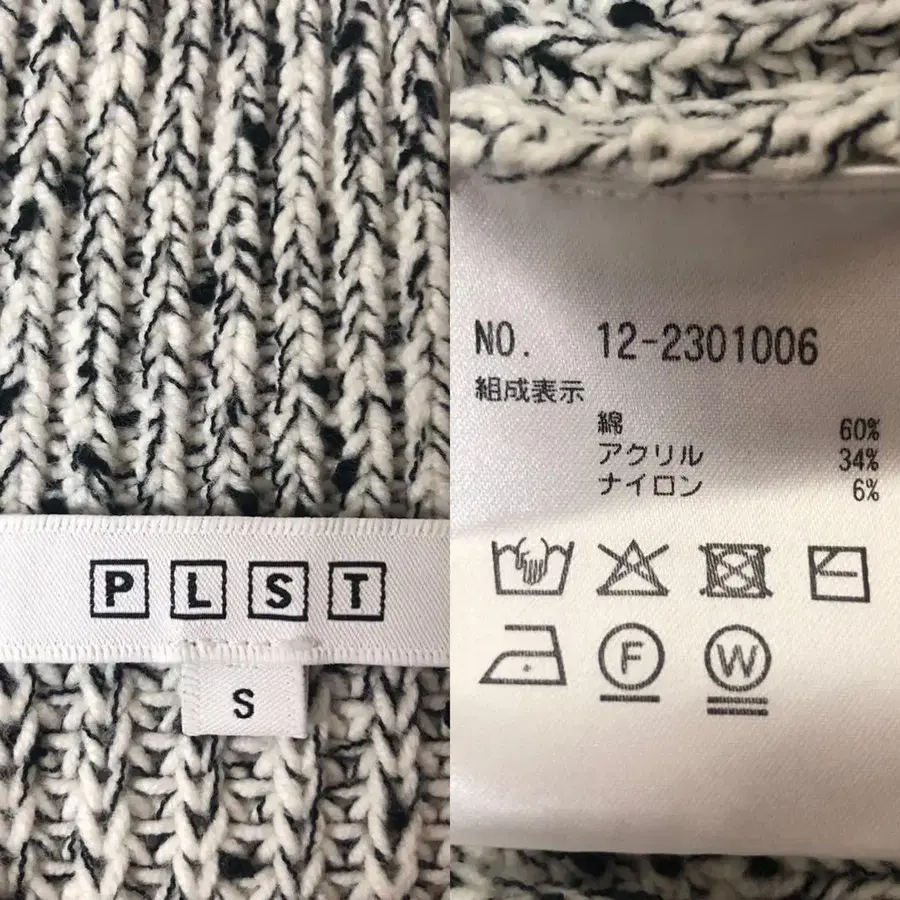 PLST
S
NO. 12-2301006
組成表示
綿 60%
アクリル 34%
ナイロン 6%
F W